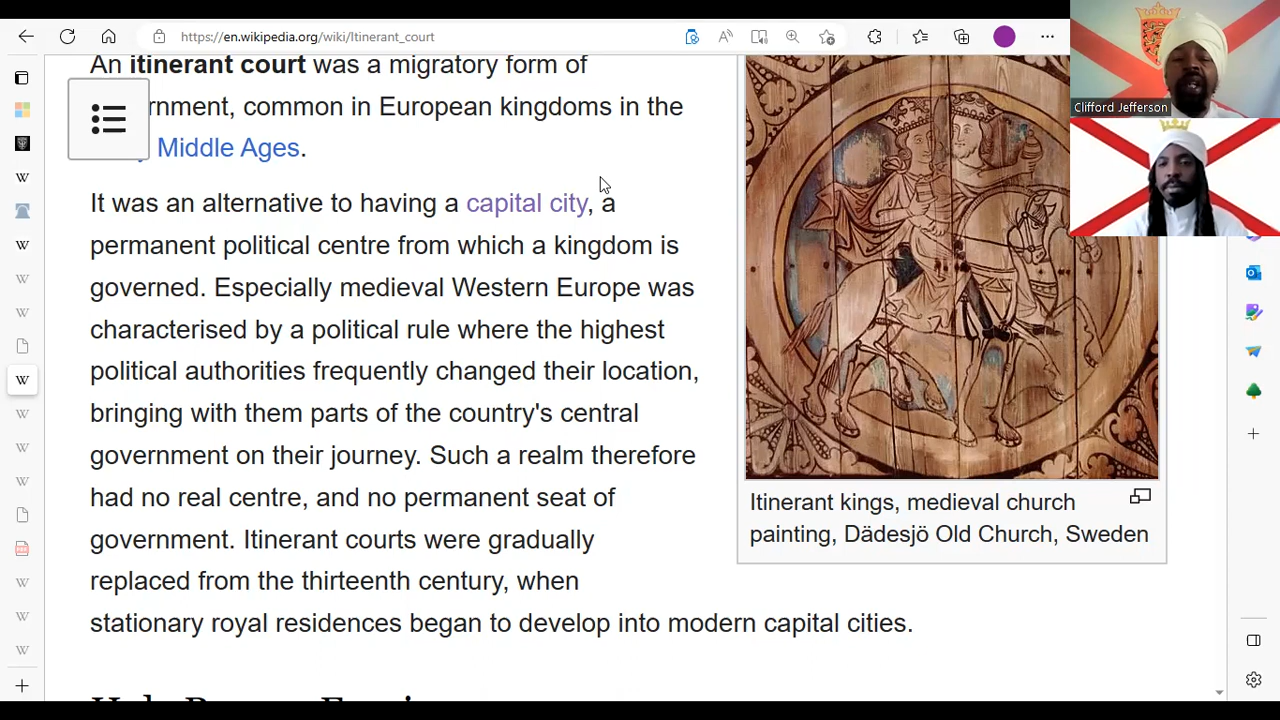 https://en.wikipedia.org/wiki/Itinerant_court
Clifford Jefferson
An itinerant court was a migratory form of
rnment, common in European kingdoms in the
Middle Ages.
It was an alternative to having a capital city, a
permanent political centre from which a kingdom is
governed. Especially medieval Western Europe was
characterised by a political rule where the highest
political authorities frequently changed their location,
bringing with them parts of the country's central
government on their journey. Such a realm therefore
had no real centre, and no permanent seat of
government. Itinerant courts were gradually
replaced from the thirteenth century, when
stationary royal residences began to develop into modern capital cities.
Itinerant kings, medieval church
painting, Dädesjö Old Church, Sweden